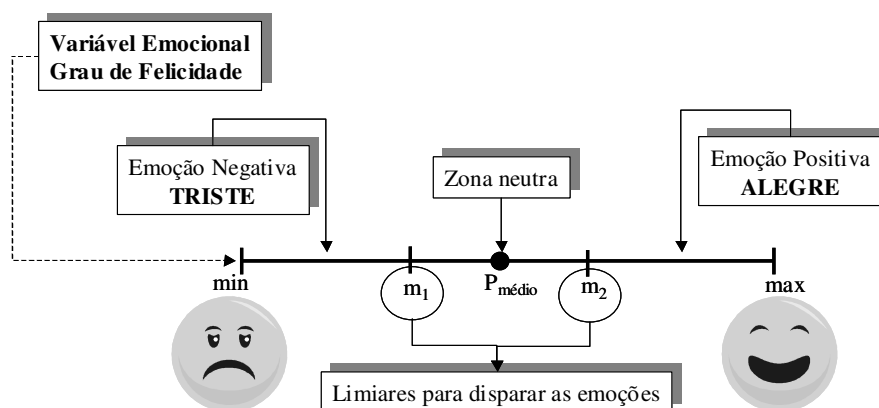 Variável Emocional
Grau de Felicidade
Emoção Negativa
TRISTE
Zona neutra
Emoção Positiva
ALEGRE
min
m1
Pmédio
m2
max
Limiares para disparar as emoções